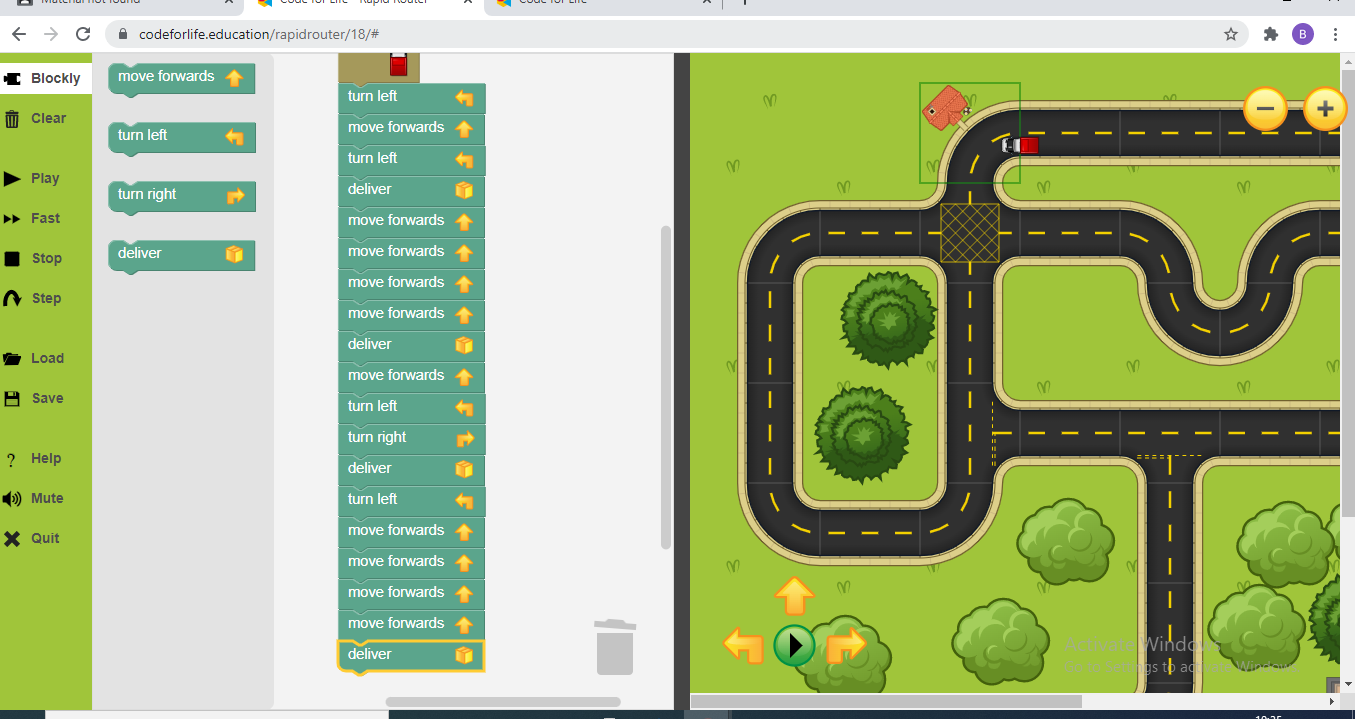 Material not found
Code for Life - Rapid Router
Code for Life
codeforlife.education/rapidrouter/18/#
B
Blockly
Clear
Play
Fast
Stop
Step
Load
Save
Help
Mute
Quit
move forwards
turn left
turn right
deliver
turn left
move forwards
turn left
deliver
move forwards
move forwards
move forwards
move forwards
deliver
move forwards
turn left
turn right
deliver
turn left
move forwards
move forwards
move forwards
move forwards
deliver
Activate Windows
Go to Settings to activate Windows.